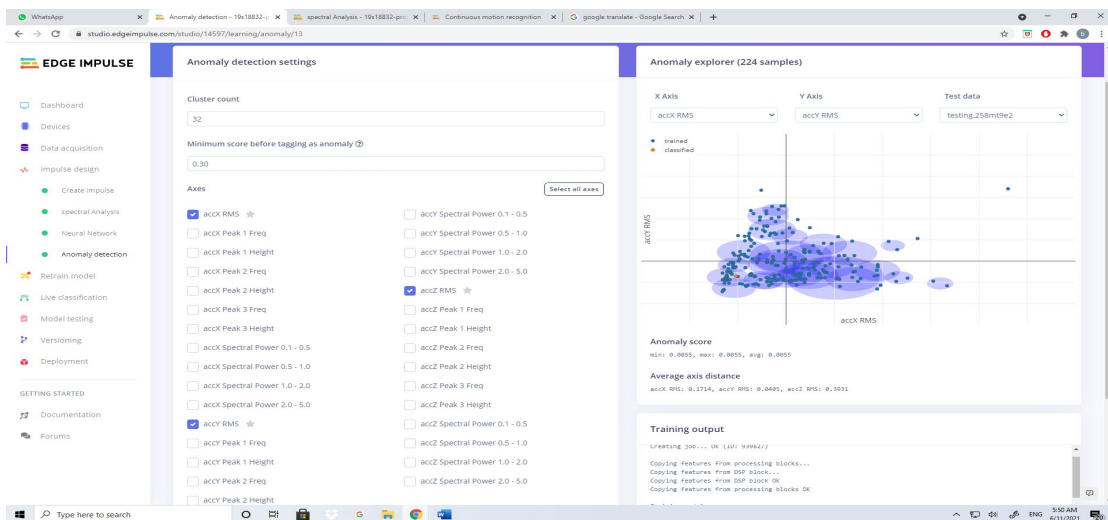 WhatsApp
Anomaly detection - 19s18832-p
spectral Analysis - 19s18832-pro
Continuous motion recognition
google translate - Google Search
studio.edgeimpulse.com/studio/14597/learning/anomaly/13
EDGE IMPULSE
Dashboard
Devices
Data acquisition
Impulse design
Create impulse
spectral Analysis
Neural Network
Anomaly detection
Retrain model
Live classification
Model testing
Versioning
Deployment
GETTING STARTED
Documentation
Forums
Anomaly detection settings
Cluster count
32
Minimum score before tagging as anomaly
0.30
Axes
Select all axes
accX RMS
accX Peak 1 Freq
accX Peak 1 Height
accX Peak 2 Freq
accX Peak 2 Height
accX Peak 3 Freq
accX Peak 3 Height
accX Spectral Power 0.1 - 0.5
accX Spectral Power 0.5 - 1.0
accX Spectral Power 1.0 - 2.0
accX Spectral Power 2.0 - 5.0
accY RMS
accY Peak 1 Freq
accY Peak 1 Height
accY Peak 2 Freq
accY Peak 2 Height
accY Spectral Power 0.1 - 0.5
accY Spectral Power 0.5 - 1.0
accY Spectral Power 1.0 - 2.0
accY Spectral Power 2.0 - 5.0
accZ RMS
accZ Peak 1 Freq
accZ Peak 1 Height
accZ Peak 2 Freq
accZ Peak 2 Height
accZ Peak 3 Freq
accZ Peak 3 Height
accZ Spectral Power 0.1 - 0.5
accZ Spectral Power 0.5 - 1.0
accZ Spectral Power 1.0 - 2.0
accZ Spectral Power 2.0 - 5.0
Anomaly explorer (224 samples)
X Axis
Y Axis
Test data
accX RMS
accY RMS
testing.258mt9e2
trained
classified
accY RMS
accX RMS
Anomaly score
min: 0.0055, max: 0.0055, avg: 0.0055
Average axis distance
accX RMS: 0.1714, accY RMS: 0.0405, accZ RMS: 0.3931
Training output
Creating job... OK (ID: 939827)
Copying features from processing blocks...
Copying features from DSP block...
Copying features from DSP block OK
Copying features from processing blocks OK
Type here to search
ENG
5:50 AM
6/11/2021